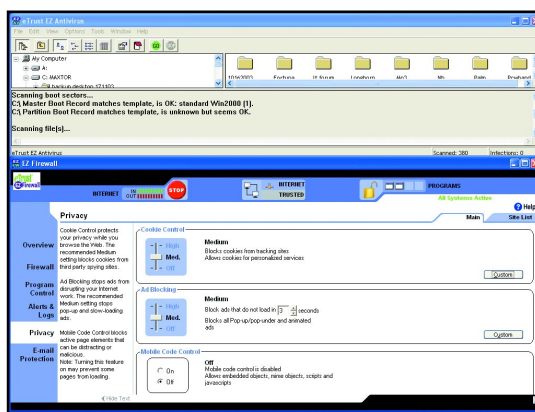 eTrust EZ Antivirus
File Edit View Options Tools Window Help
GO
My Computer
A:
C: MAXTOR
backup desktop 171103
10162003 Fortuna Longhorn Palm
Scanning boot sectors...
C:\ Master Boot Record matches template, is OK: standard Win2000 [1].
C:\ Partition Boot Record matches template, is unknown but seems OK.
Scanning file(s)...
eTrust EZ Antivirus Scanned: 380 Infections: 0
EZ Firewall
eTrust EZ Firewall
INTERNET IN OUT STOP INTERNET TRUSTED PROGRAMS
All Systems Active
Help
Privacy Main Site List
Overview
Firewall
Program Control
Alerts & Logs
Privacy
E-mail Protection
Cookie Control protects
your privacy while you
browse the Web. The
recommended Medium
setting blocks cookies from
third party spying sites.
Ad Blocking stops ads from
disrupting your Internet
work. The recommended
Medium setting stops
pop-up and slow-loading
ads.
Mobile Code Control blocks
active page elements that
can be distracting or
malicious.
Note: Turning this feature
on may prevent some
pages from loading.
Hide Text
Cookie Control
High
Med.
Off
Medium
Blocks cookies from tracking sites
Allows cookies for personalized services
Custom
Ad Blocking
High
Med.
Off
Medium
Block ads that do not load in 3 seconds
Blocks all Pop-up/pop-under and animated
ads
Custom
Mobile Code Control
On
Off
Off
Mobile code control is disabled
Allows embedded objects, mime objects, scripts and
javascripts